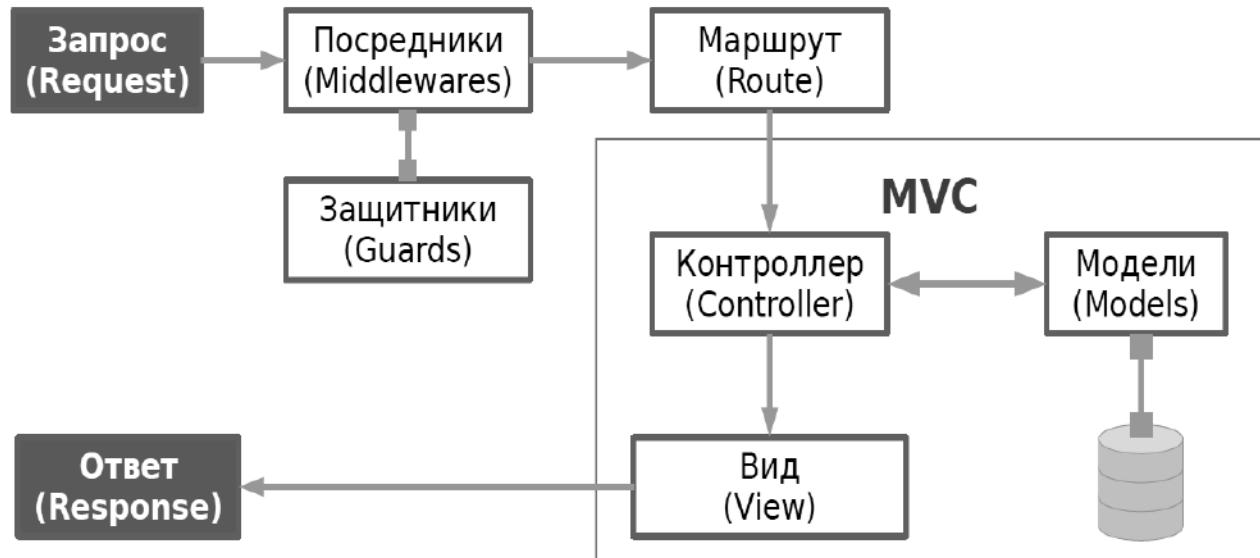 Запрос
(Request)
Посредники
(Middlewares)
Маршрут
(Route)
Защитники
(Guards)
MVC
Контроллер
(Controller)
Модели
(Models)
Ответ
(Response)
Вид
(View)